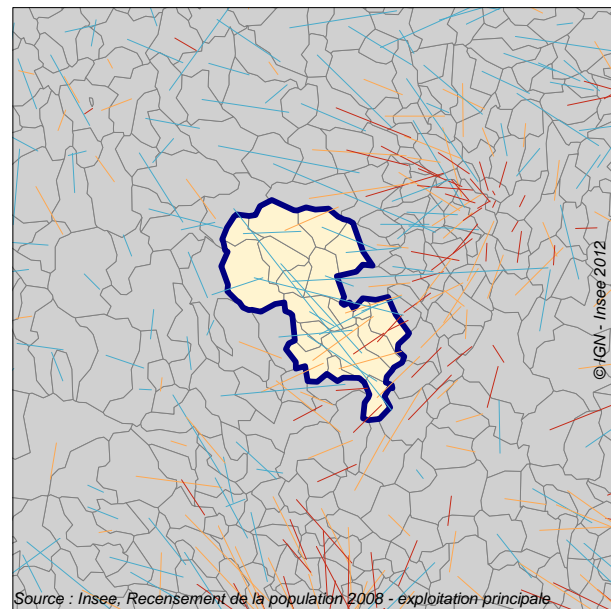 © IGN - Insee 2012
Source : Insee, Recensement de la population 2008 - exploitation principale